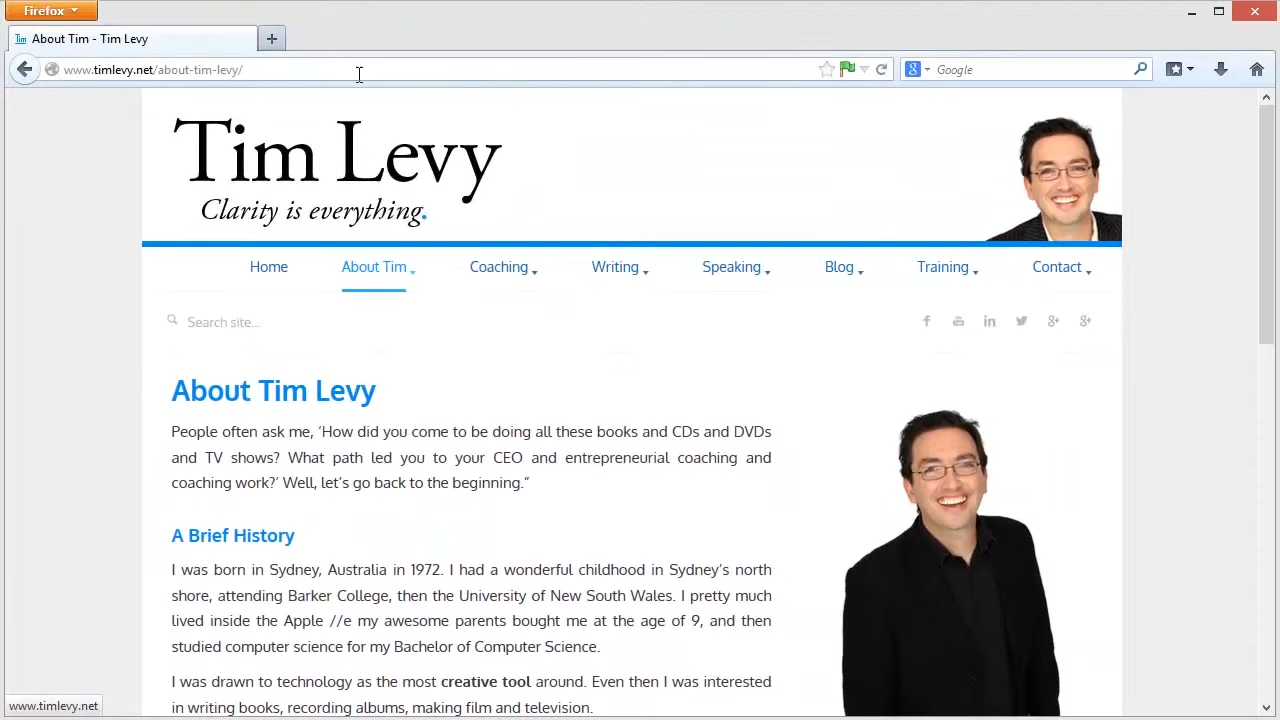 Firefox
About Tim - Tim Levy
www.timlevy.net/about-tim-levy/
Google
Tim Levy
Clarity is everything.
Home About Tim Coaching Writing Speaking Blog Training Contact
Search site...
About Tim Levy
People often ask me, ‘How did you come to be doing all these books and CDs and DVDs
and TV shows? What path led you to your CEO and entrepreneurial coaching and
coaching work?’ Well, let’s go back to the beginning.”
A Brief History
I was born in Sydney, Australia in 1972. I had a wonderful childhood in Sydney’s north
shore, attending Barker College, then the University of New South Wales. I pretty much
lived inside the Apple //e my awesome parents bought me at the age of 9, and then
studied computer science for my Bachelor of Computer Science.
I was drawn to technology as the most creative tool around. Even then I was interested
in writing books, recording albums, making film and television.
www.timlevy.net